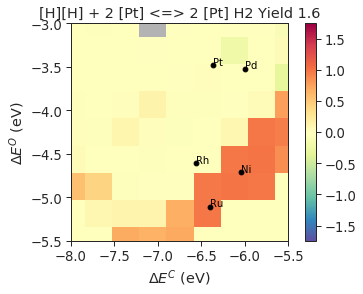 [H][H] + 2 [Pt] <=> 2 [Pt] H2 Yield 1.6
ΔE^O (eV)
−3.0
−3.5
−4.0
−4.5
−5.0
−5.5
Pt
Pd
Rh
Ni
Ru
−8.0 −7.5 −7.0 −6.5 −6.0 −5.5
ΔE^C (eV)
1.5
1.0
0.5
0.0
−0.5
−1.0
−1.5